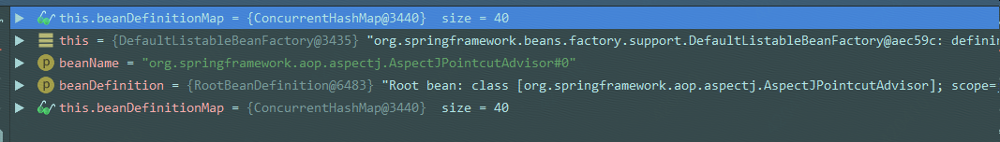 this.beanDefinitionMap = {ConcurrentHashMap@3440} size = 40
this = {DefaultListableBeanFactory@3435} "org.springframework.beans.factory.support.DefaultListableBeanFactory@aec59c: definin
p beanName = "org.springframework.aop.aspectj.AspectJPointcutAdvisor#0"
p beanDefinition = {RootBeanDefinition@6483} "Root bean: class [org.springframework.aop.aspectj.AspectJPointcutAdvisor]; scope=
this.beanDefinitionMap = {ConcurrentHashMap@3440} size = 40